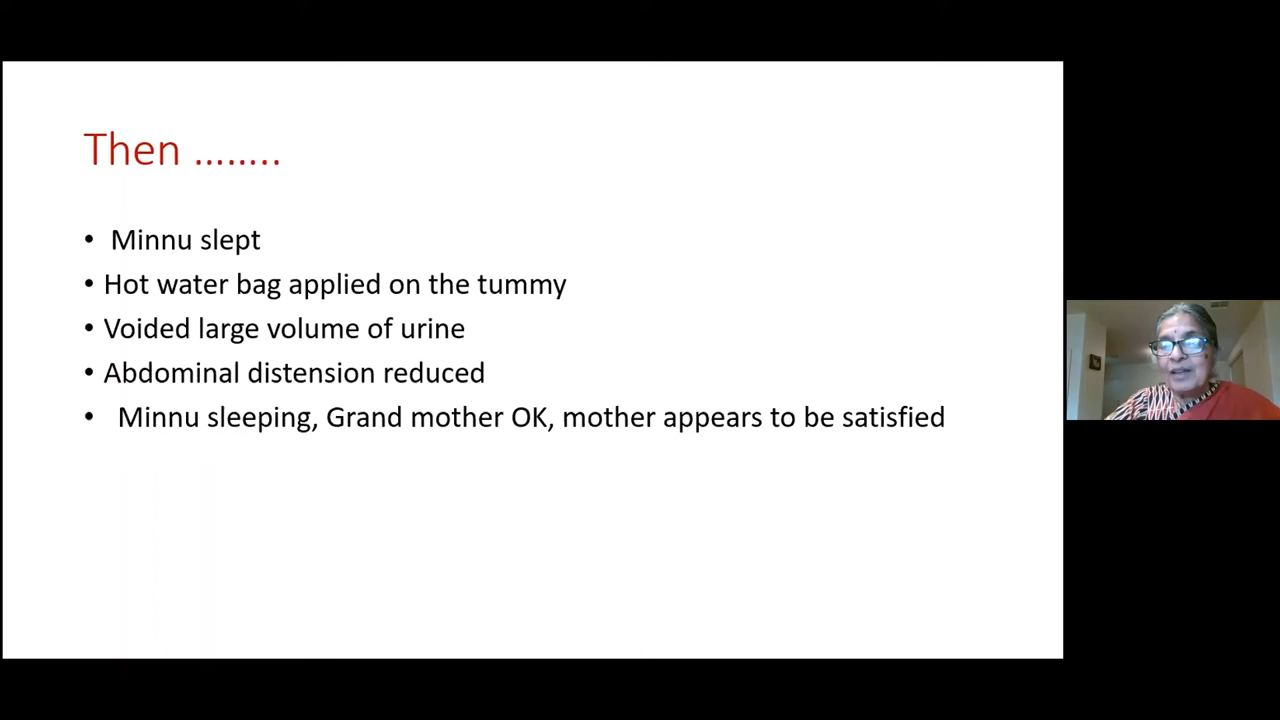 Then ........
• Minnu slept
• Hot water bag applied on the tummy
• Voided large volume of urine
• Abdominal distension reduced
• Minnu sleeping, Grand mother OK, mother appears to be satisfied